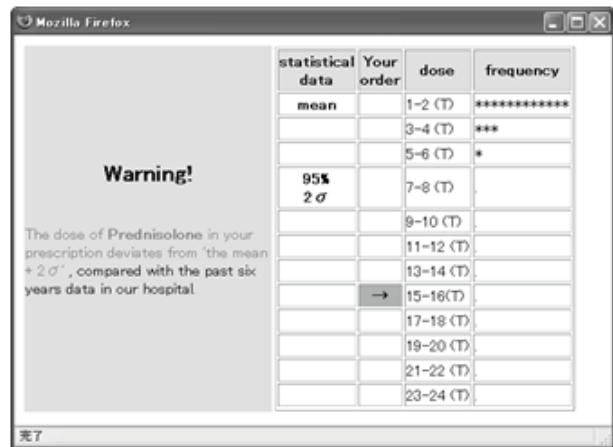 Mozilla Firefox
Warning!
The dose of Prednisolone in your
prescription deviates from 'the mean
+ 2 σ', compared with the past six
years data in our hospital
statistical data Your order dose frequency
mean 1-2 (T) ************
3-4 (T) ***
5-6 (T) *
95% 2 σ 7-8 (T) .
9-10 (T) .
11-12 (T) .
13-14 (T) .
→ 15-16(T) .
17-18 (T) .
19-20 (T) .
21-22 (T) .
23-24 (T) .
完了